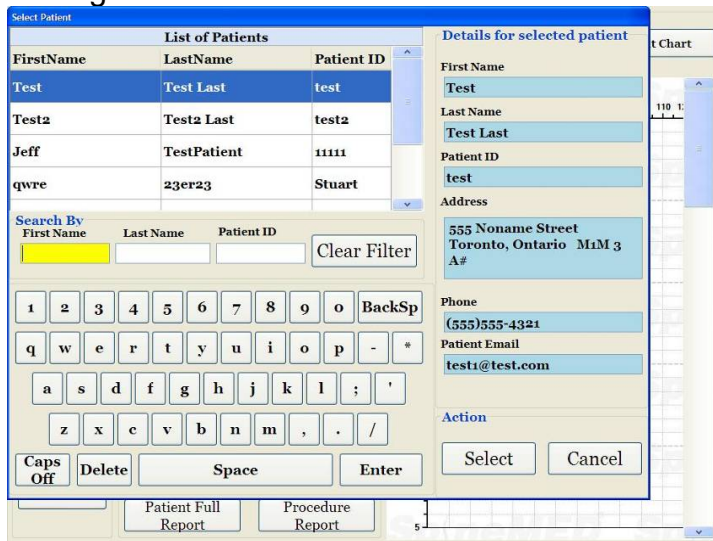 Select Patient
List of Patients
FirstName LastName Patient ID
Test Test Last test
Test2 Test2 Last test2
Jeff TestPatient 11111
qwre 23er23 Stuart
Search By
First Name Last Name Patient ID
Clear Filter
1 2 3 4 5 6 7 8 9 0 BackSp
q w e r t y u i o p - *
a s d f g h j k l ; '
z x c v b n m , . /
Caps Off Delete Space Enter
Details for selected patient
First Name
Test
Last Name
Test Last
Patient ID
test
Address
555 Noname Street
Toronto, Ontario M1M 3
A#
Phone
(555)555-4321
Patient Email
test1@test.com
Action
Select Cancel
t Chart
110
Patient Full
Report
Procedure
Report
5